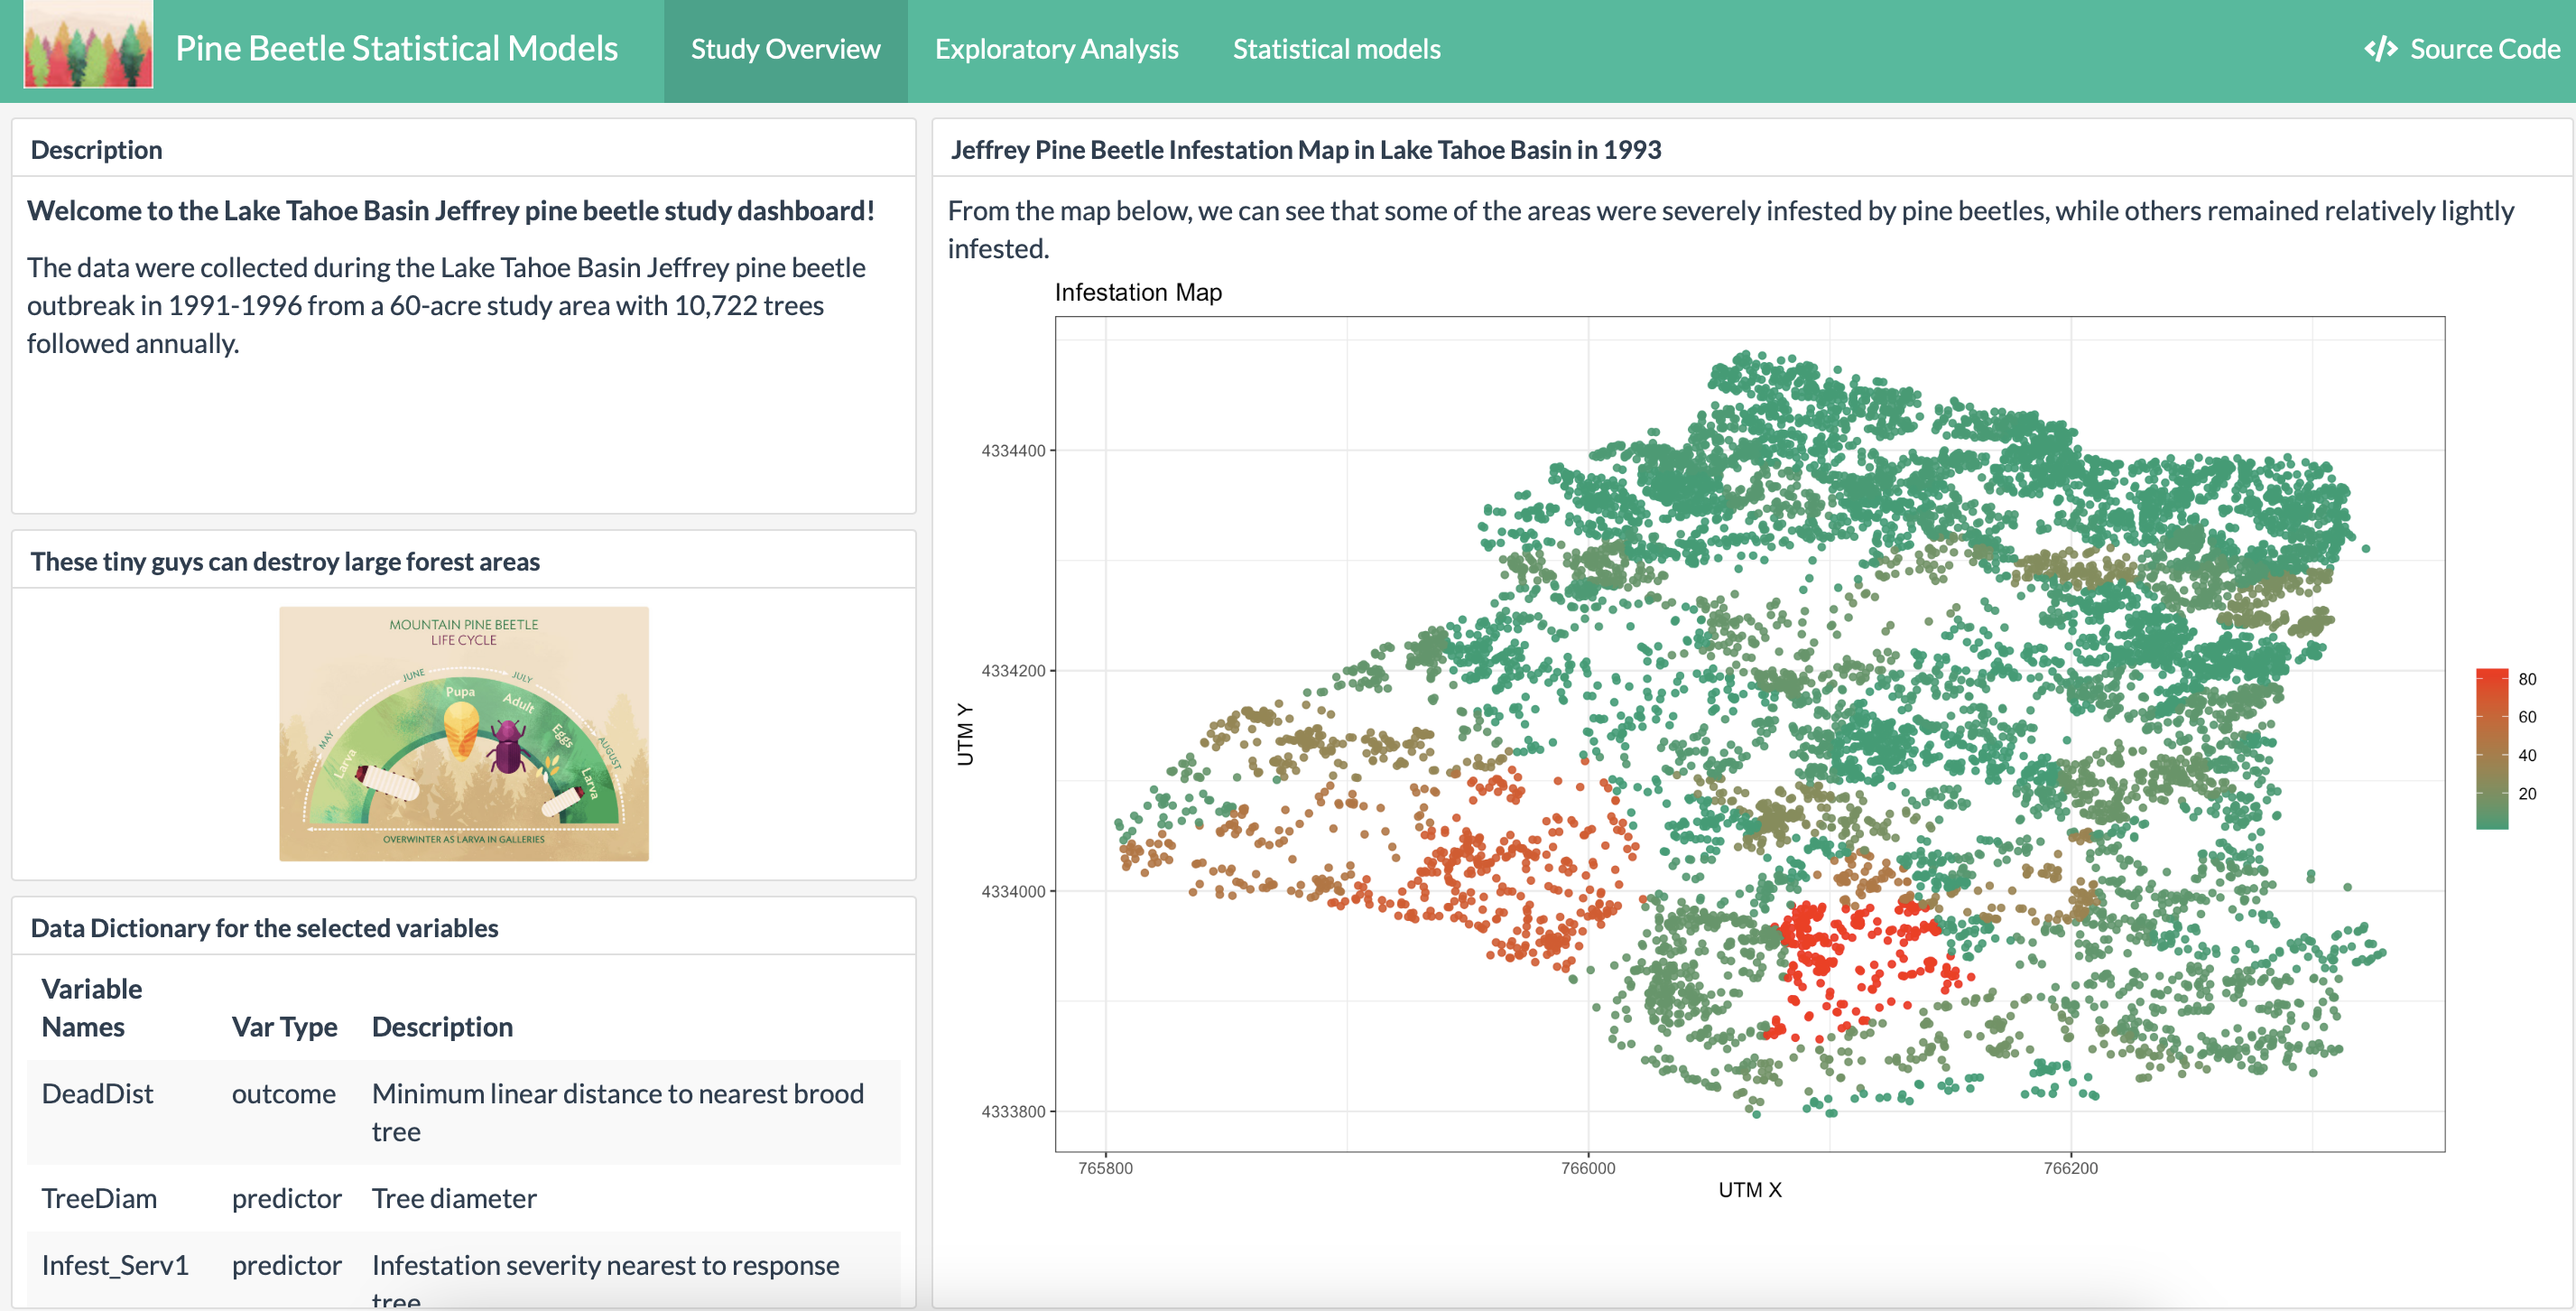 Pine Beetle Statistical Models
Study Overview
Exploratory Analysis
Statistical models
</> Source Code
Description
Welcome to the Lake Tahoe Basin Jeffrey pine beetle study dashboard!
The data were collected during the Lake Tahoe Basin Jeffrey pine beetle
outbreak in 1991-1996 from a 60-acre study area with 10,722 trees
followed annually.
These tiny guys can destroy large forest areas
MOUNTAIN PINE BEETLE
LIFE CYCLE
MAY
JUNE
JULY
AUGUST
Larva
Pupa
Adult
Eggs
Larva
OVERWINTER AS LARVA IN GALLERIES
Data Dictionary for the selected variables
Variable
Names Var Type Description
DeadDist outcome Minimum linear distance to nearest brood
tree
TreeDiam predictor Tree diameter
Infest_Serv1 predictor Infestation severity nearest to response
tree
Jeffrey Pine Beetle Infestation Map in Lake Tahoe Basin in 1993
From the map below, we can see that some of the areas were severely infested by pine beetles, while others remained relatively lightly
infested.
Infestation Map
UTM Y
4334400
4334200
4334000
4333800
765800 766000 766200
UTM X
80
60
40
20